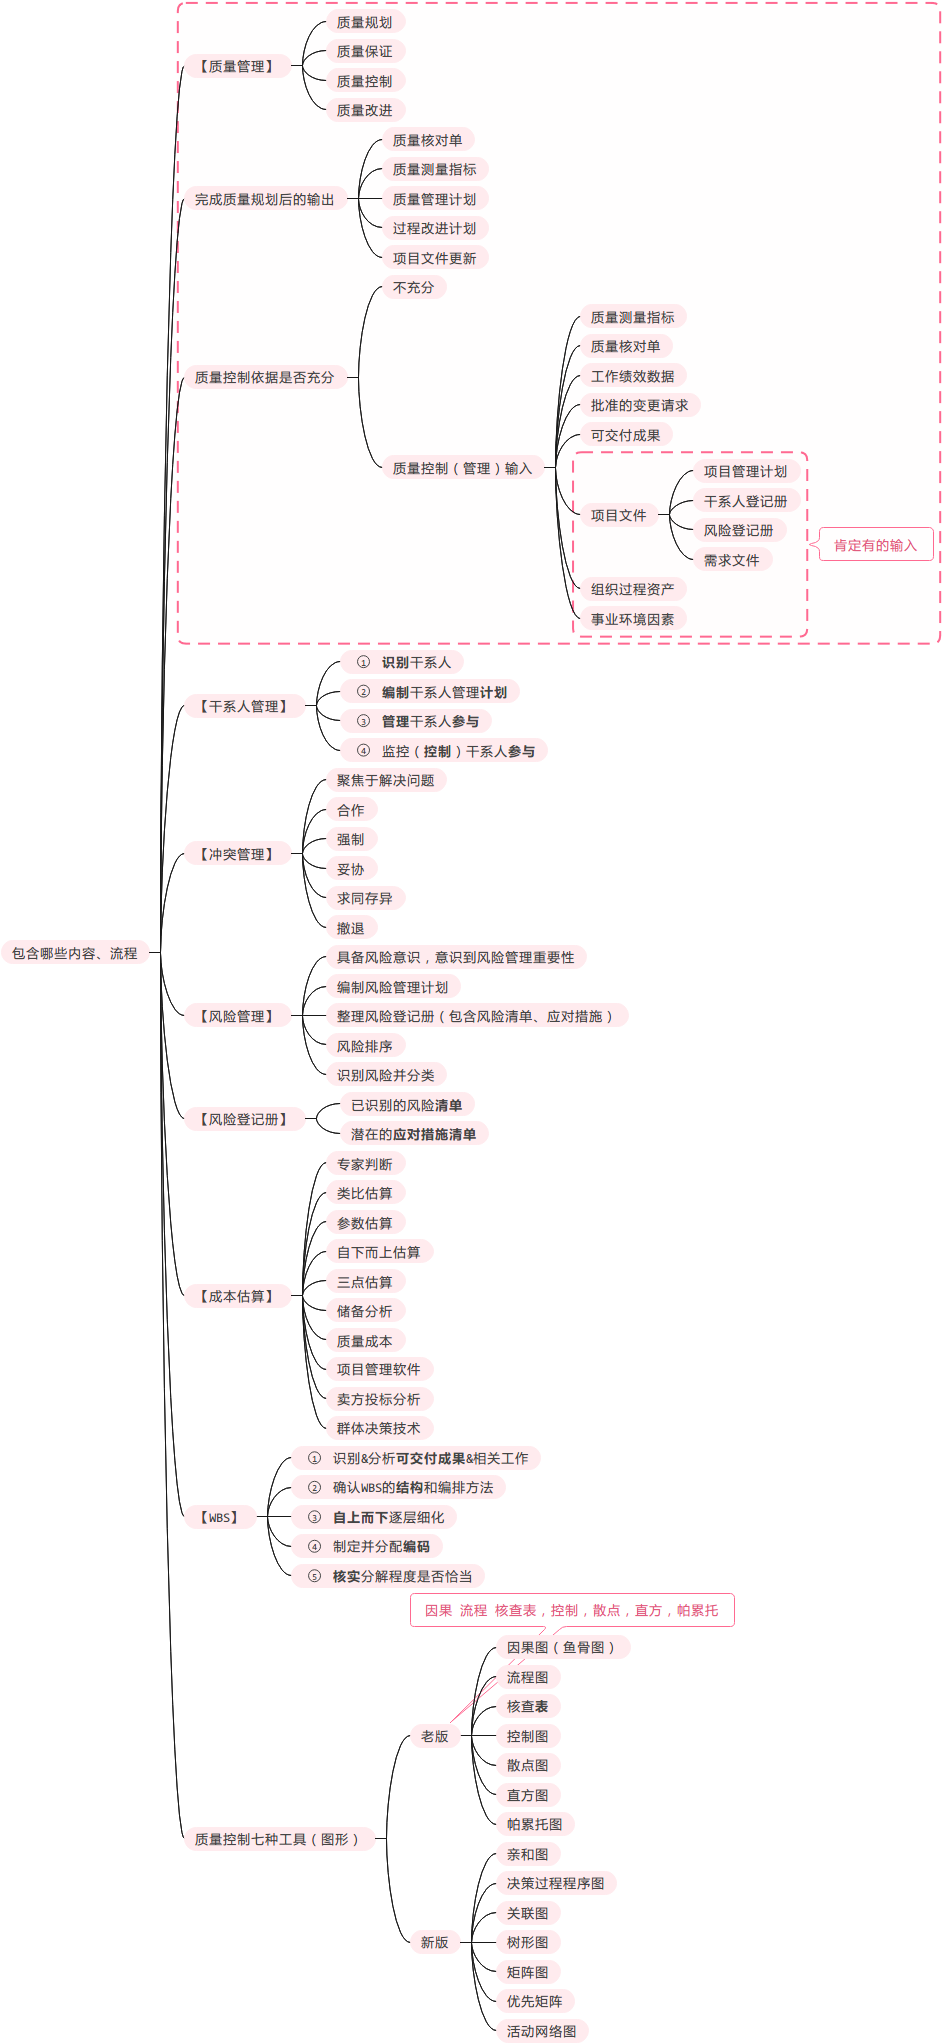 包含哪些内容、流程
【质量管理】
质量规划
质量保证
质量控制
质量改进
完成质量规划后的输出
质量核对单
质量测量指标
质量管理计划
过程改进计划
项目文件更新
质量控制依据是否充分
不充分
质量控制（管理）输入
质量测量指标
质量核对单
工作绩效数据
批准的变更请求
可交付成果
项目文件
项目管理计划
干系人登记册
风险登记册
需求文件
组织过程资产
事业环境因素
肯定有的输入
【干系人管理】
① 识别干系人
② 编制干系人管理计划
③ 管理干系人参与
④ 监控（控制）干系人参与
【冲突管理】
聚焦于解决问题
合作
强制
妥协
求同存异
撤退
【风险管理】
具备风险意识，意识到风险管理重要性
编制风险管理计划
整理风险登记册（包含风险清单、应对措施）
风险排序
识别风险并分类
【风险登记册】
已识别的风险清单
潜在的应对措施清单
【成本估算】
专家判断
类比估算
参数估算
自下而上估算
三点估算
储备分析
质量成本
项目管理软件
卖方投标分析
群体决策技术
【WBS】
① 识别&分析可交付成果&相关工作
② 确认WBS的结构和编排方法
③ 自上而下逐层细化
④ 制定并分配编码
⑤ 核实分解程度是否恰当
质量控制七种工具（图形）
因果 流程 核查表，控制，散点，直方，帕累托
老版
因果图（鱼骨图）
流程图
核查表
控制图
散点图
直方图
帕累托图
新版
亲和图
决策过程程序图
关联图
树形图
矩阵图
优先矩阵
活动网络图